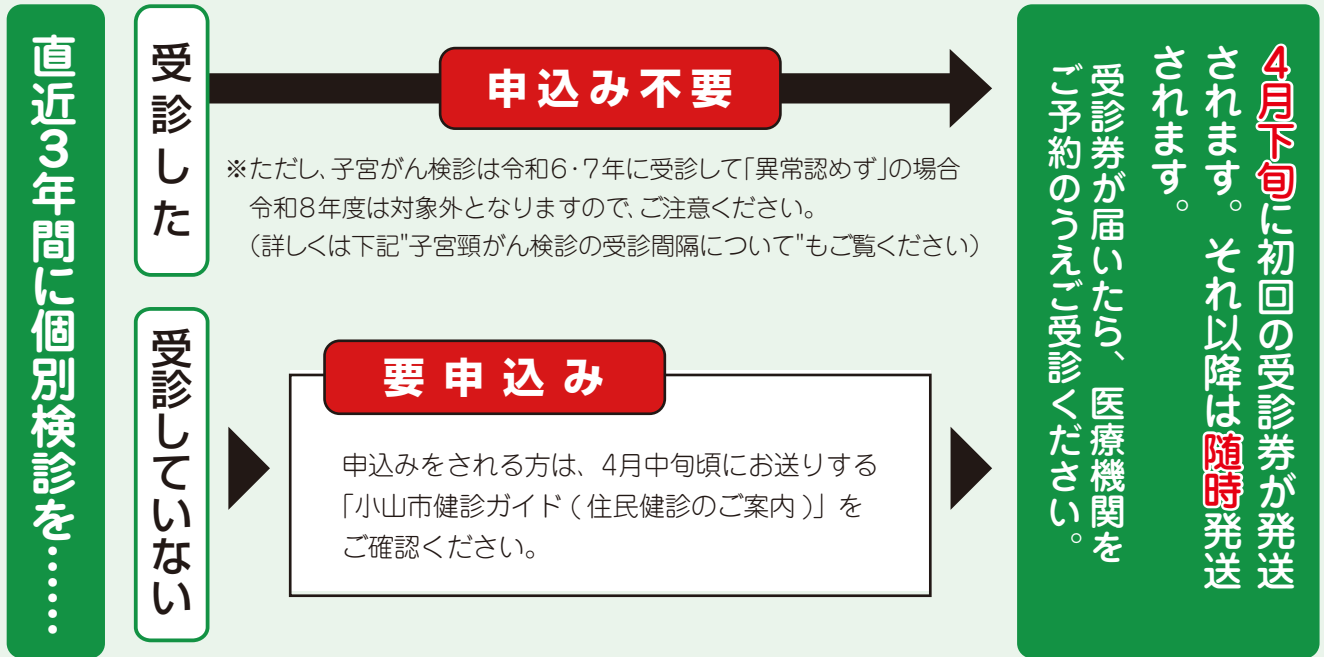 直近3年間に個別検診を……
受診した
申込み不要
※ただし、子宮がん検診は令和6・7年に受診して「異常認めず」の場合
令和8年度は対象外となりますので、ご注意ください。
（詳しくは下記"子宮頸がん検診の受診間隔について"もご覧ください）
受診していない
要申込み
申込みをされる方は、4月中旬頃にお送りする
「小山市健診ガイド ( 住民健診のご案内 )」を
ご確認ください。
4月下旬に初回の受診券が発送
されます。それ以降は随時発送
されます。
受診券が届いたら、医療機関を
ご予約のうえご受診ください。